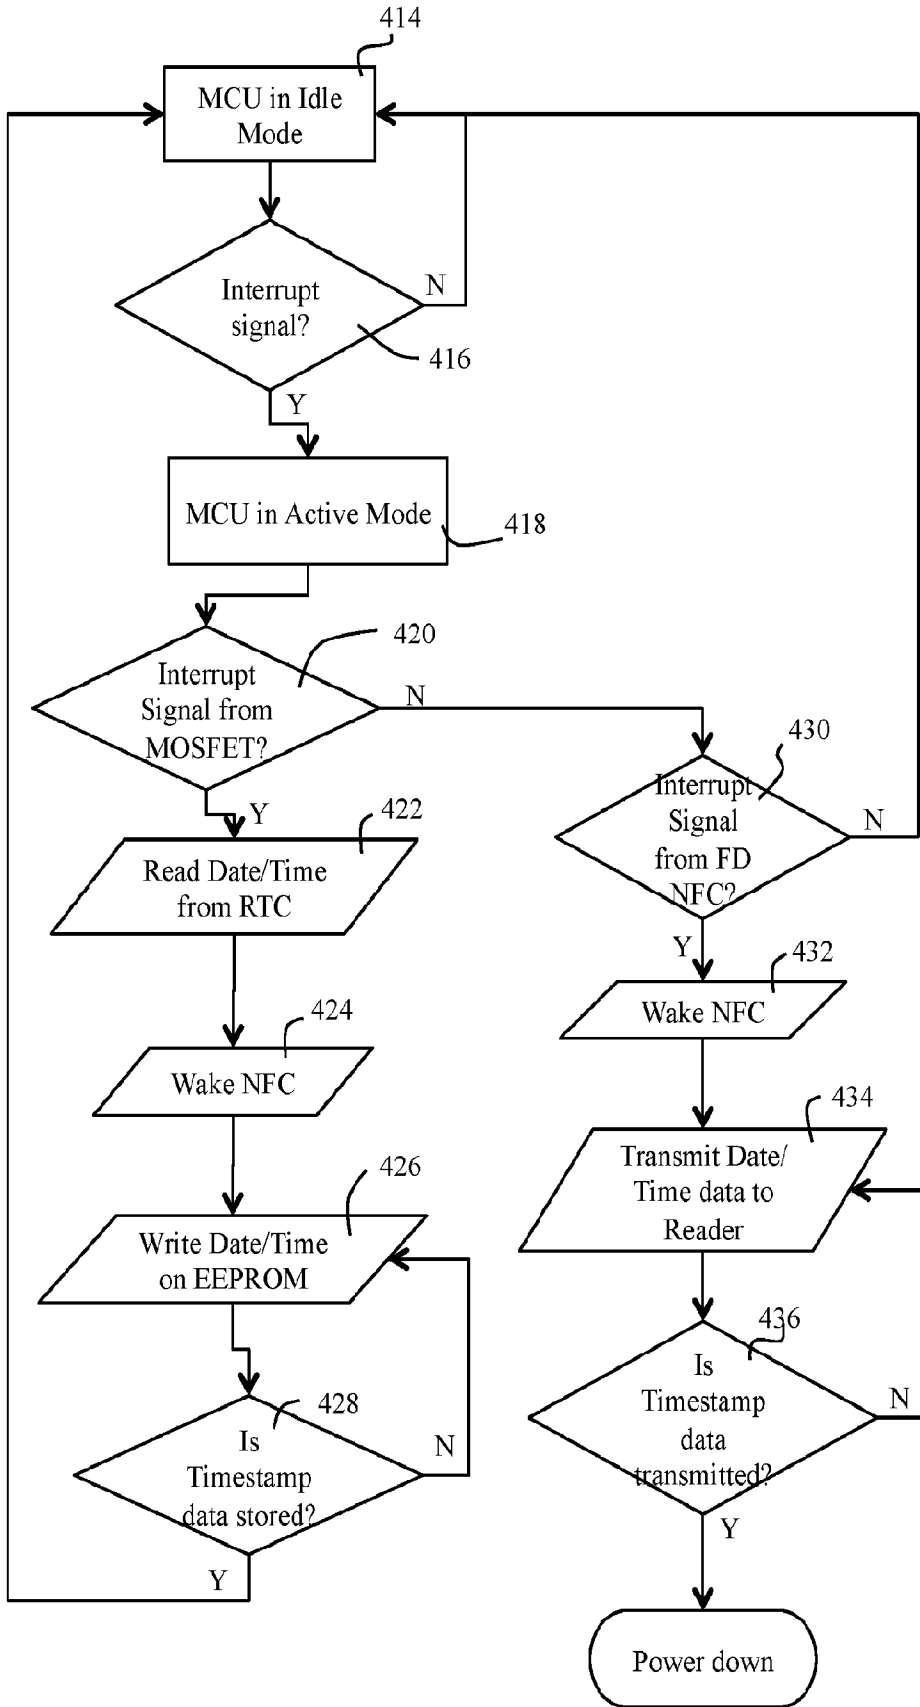 414
MCU in Idle
Mode
Interrupt
signal?
N
416
Y
MCU in Active Mode
418
420
Interrupt
Signal from
MOSFET?
N
Y
422
Read Date/Time
from RTC
424
Wake NFC
426
Write Date/Time
on EEPROM
428
Is
Timestamp
data stored?
N
Y
430
Interrupt
Signal
from FD
NFC?
N
Y
432
Wake NFC
434
Transmit Date/
Time data to
Reader
436
Is
Timestamp
data
transmitted?
N
Y
Power down